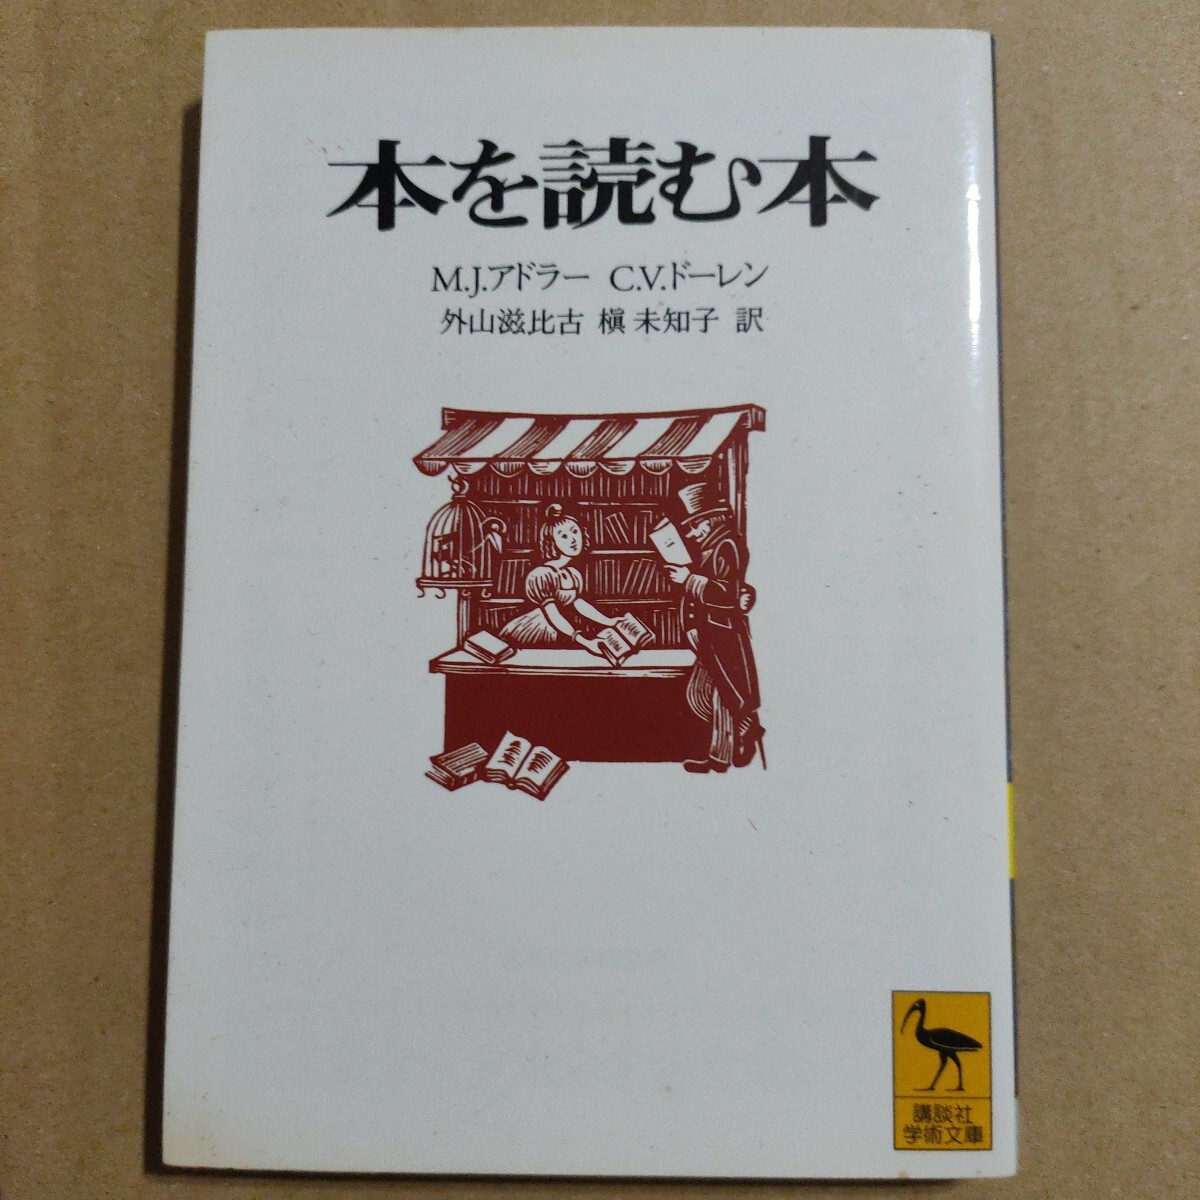 本を読む本
M.J.アドラー C.V.ドーレン
外山滋比古 槇 未知子 訳
講談社
学術文庫